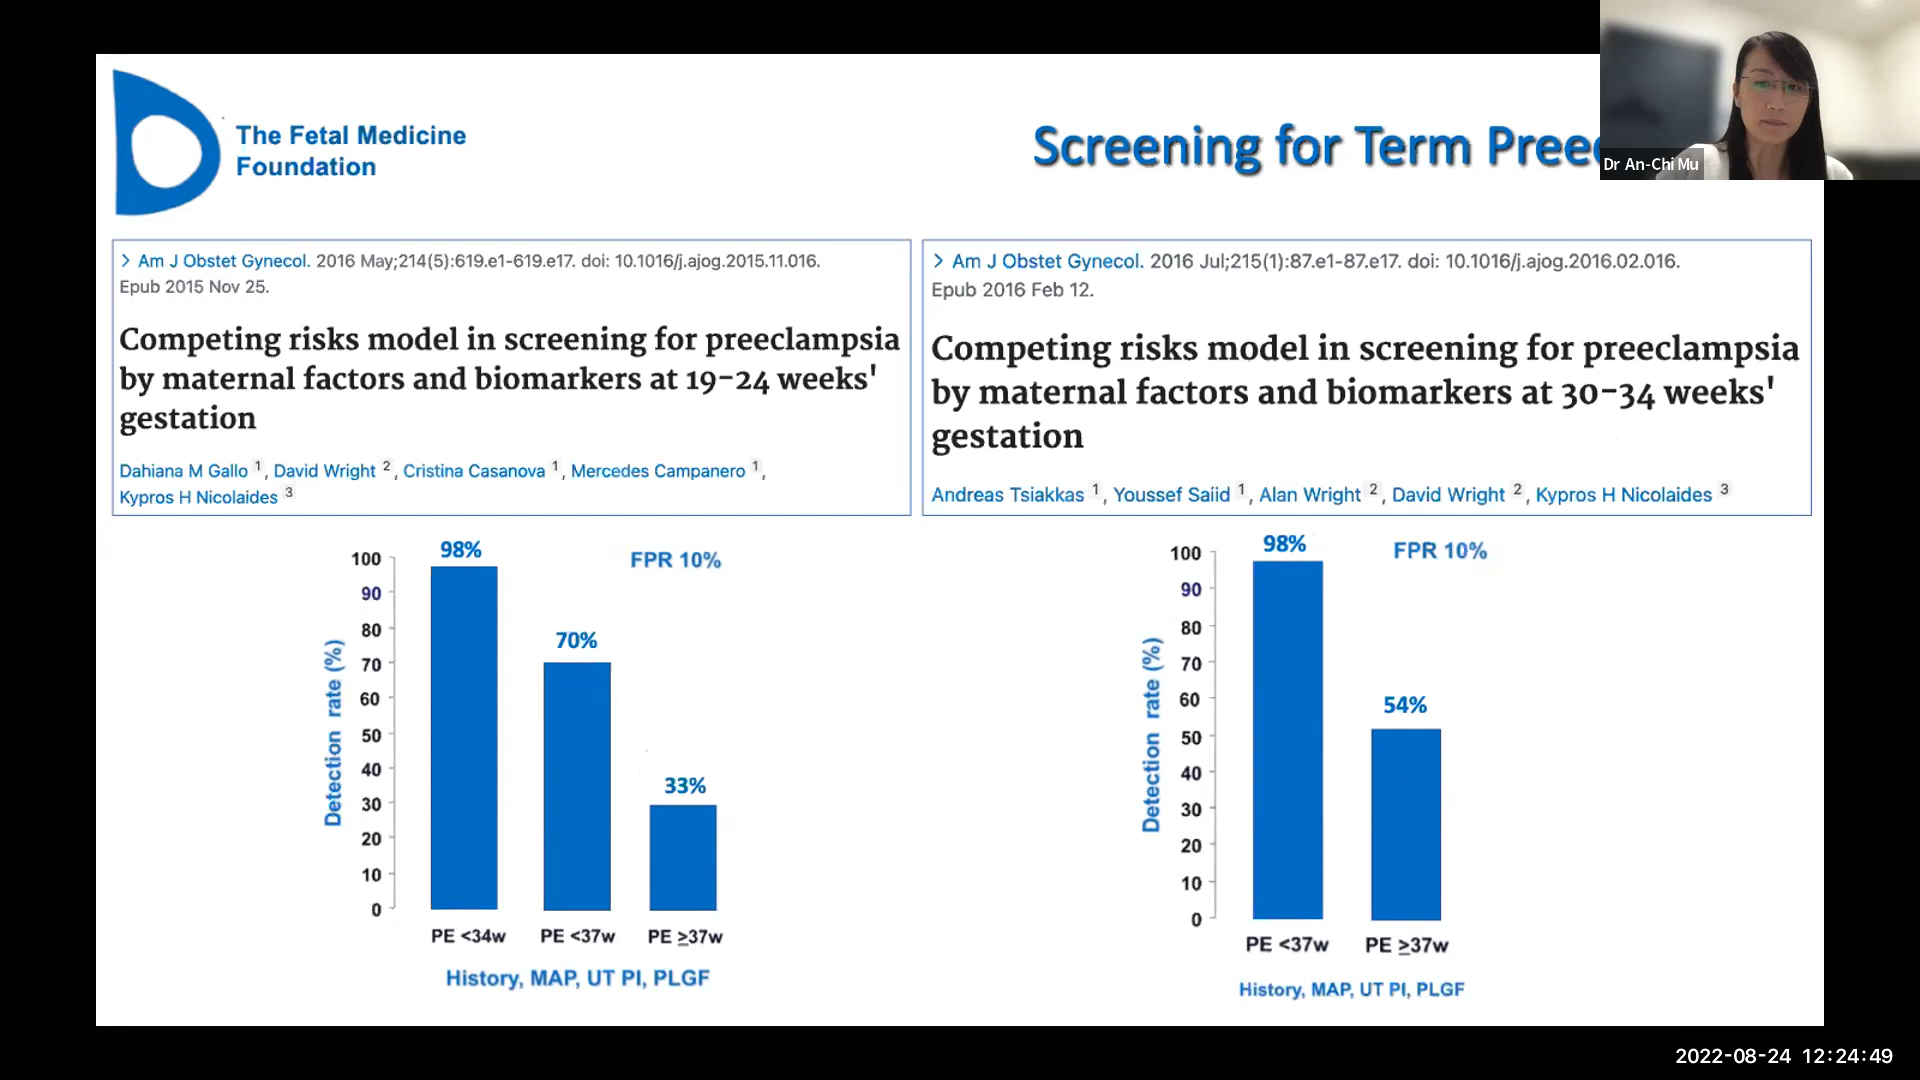 The Fetal Medicine
Foundation
Screening for Term Pree
Dr An-Chi Mu
> Am J Obstet Gynecol. 2016 May;214(5):619.e1-619.e17. doi: 10.1016/j.ajog.2015.11.016.
Epub 2015 Nov 25.
Competing risks model in screening for preeclampsia
by maternal factors and biomarkers at 19-24 weeks'
gestation
Dahiana M Gallo 1, David Wright 2, Cristina Casanova 1, Mercedes Campanero 1,
Kypros H Nicolaides 3
> Am J Obstet Gynecol. 2016 Jul;215(1):87.e1-87.e17. doi: 10.1016/j.ajog.2016.02.016.
Epub 2016 Feb 12.
Competing risks model in screening for preeclampsia
by maternal factors and biomarkers at 30-34 weeks'
gestation
Andreas Tsiakkas 1, Youssef Saiid 1, Alan Wright 2, David Wright 2, Kypros H Nicolaides 3
FPR 10%
Detection rate (%)
100
90
80
70
60
50
40
30
20
10
0
98%
70%
33%
PE <34w
PE <37w
PE ≥37w
History, MAP, UT PI, PLGF
FPR 10%
Detection rate (%)
100
90
80
70
60
50
40
30
20
10
0
98%
54%
PE <37w
PE ≥37w
History, MAP, UT PI, PLGF
2022-08-24 12:24:49